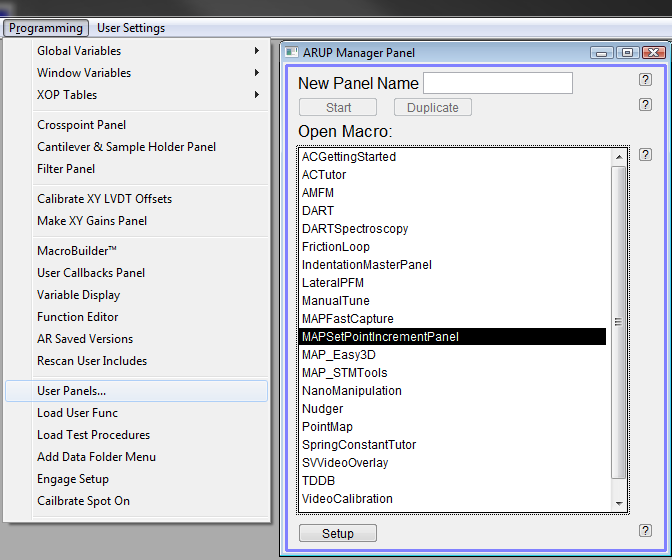 Programming User Settings
Global Variables
Window Variables
XOP Tables
Crosspoint Panel
Cantilever & Sample Holder Panel
Filter Panel
Calibrate XY LVDT Offsets
Make XY Gains Panel
MacroBuilder™
User Callbacks Panel
Variable Display
Function Editor
AR Saved Versions
Rescan User Includes
User Panels...
Load User Func
Load Test Procedures
Add Data Folder Menu
Engage Setup
Cailbrate Spot On
ARUP Manager Panel
New Panel Name ?
Start Duplicate ?
Open Macro:
?
ACGettingStarted
ACTutor
AMFM
DART
DARTSpectroscopy
FrictionLoop
IndentationMasterPanel
LateralPFM
ManualTune
MAPFastCapture
MAPSetPointIncrementPanel
MAP_Easy3D
MAP_STMTools
NanoManipulation
Nudger
PointMap
SpringConstantTutor
SVVideoOverlay
TDDB
VideoCalibration
Setup ?